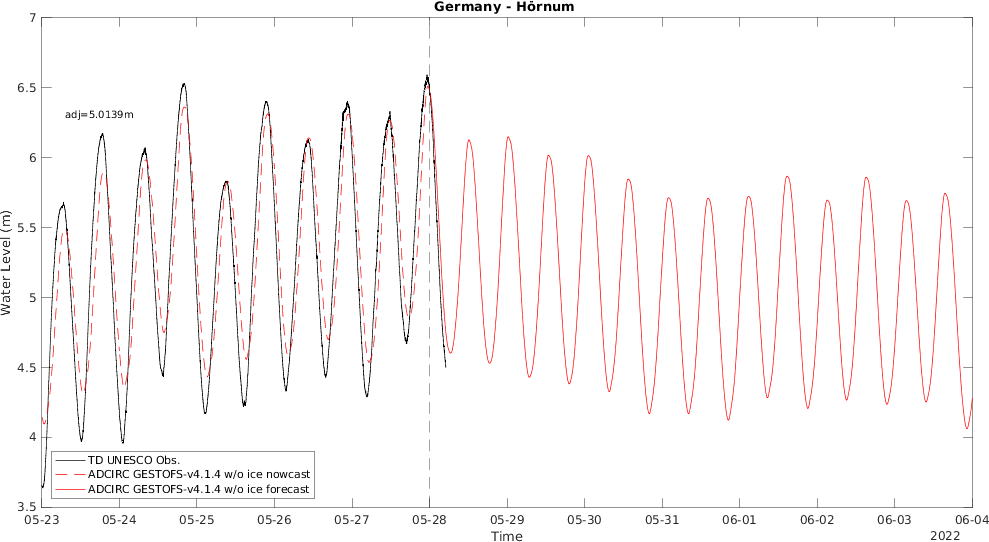 Germany - Hörnum
7
6.5
6
5.5
5
4.5
4
3.5
Water Level (m)
adj=5.0139m
TD UNESCO Obs.
ADCIRC GESTOFS-v4.1.4 w/o ice nowcast
ADCIRC GESTOFS-v4.1.4 w/o ice forecast
05-23 05-24 05-25 05-26 05-27 05-28 05-29 05-30 05-31 06-01 06-02 06-03 06-04
Time
2022